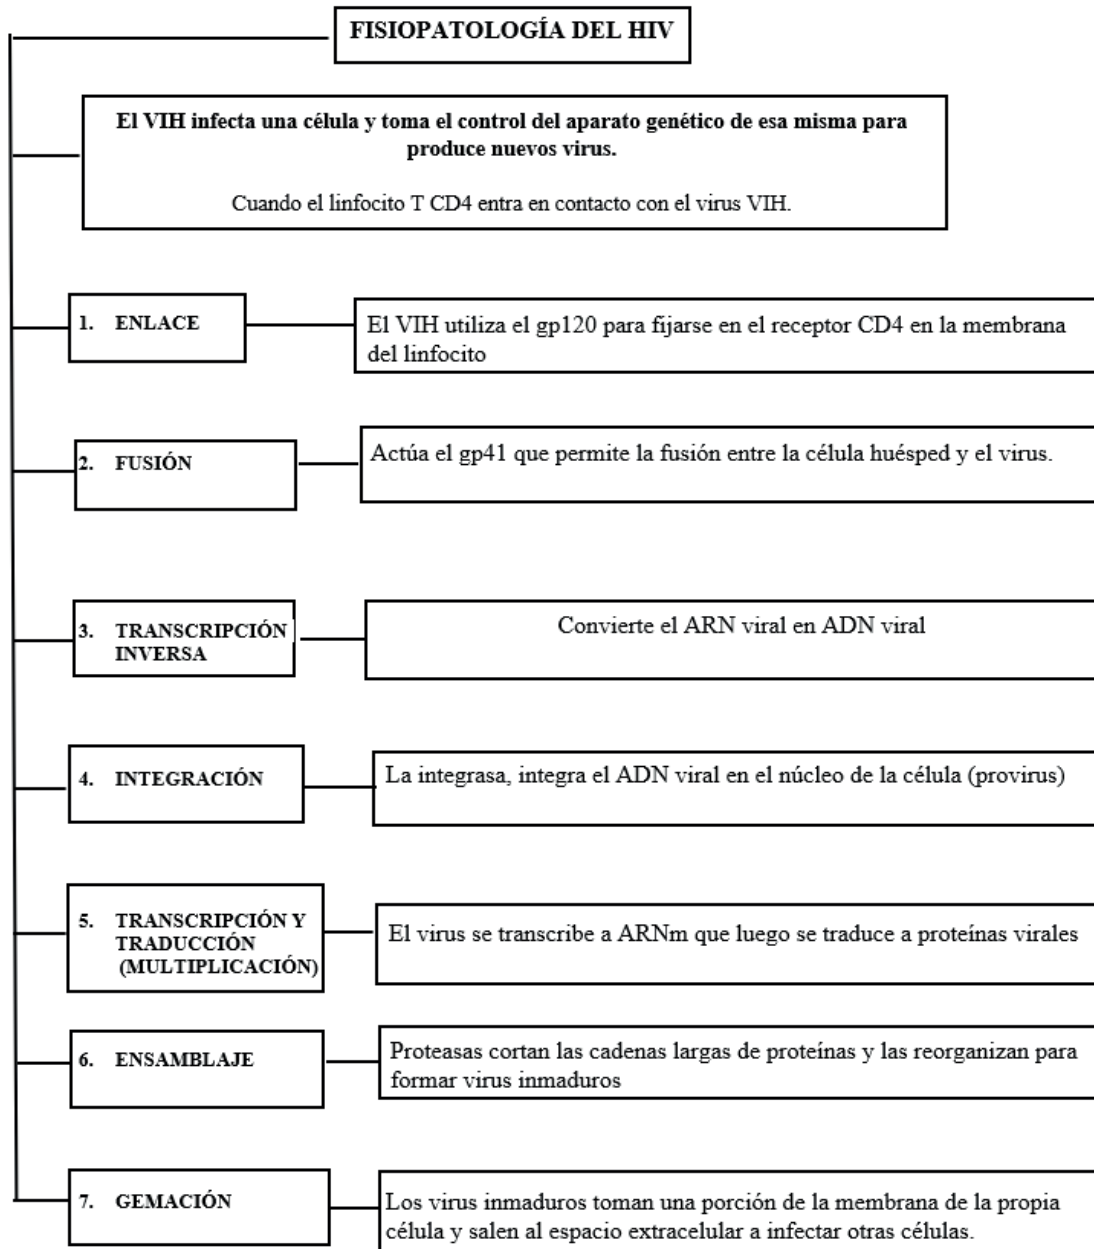 FISIOPATOLOGÍA DEL HIV
El VIH infecta una célula y toma el control del aparato genético de esa misma para
produce nuevos virus.
Cuando el linfocito T CD4 entra en contacto con el virus VIH.
1. ENLACE
El VIH utiliza el gp120 para fijarse en el receptor CD4 en la membrana
del linfocito
2. FUSIÓN
Actúa el gp41 que permite la fusión entre la célula huésped y el virus.
3. TRANSCRIPCIÓN
INVERSA
Convierte el ARN viral en ADN viral
4. INTEGRACIÓN
La integrasa, integra el ADN viral en el núcleo de la célula (provirus)
5. TRANSCRIPCIÓN Y
TRADUCCIÓN
(MULTIPLICACIÓN)
El virus se transcribe a ARNm que luego se traduce a proteínas virales
6. ENSAMBLAJE
Proteasas cortan las cadenas largas de proteínas y las reorganizan para
formar virus inmaduros
7. GEMACIÓN
Los virus inmaduros toman una porción de la membrana de la propia
célula y salen al espacio extracelular a infectar otras células.